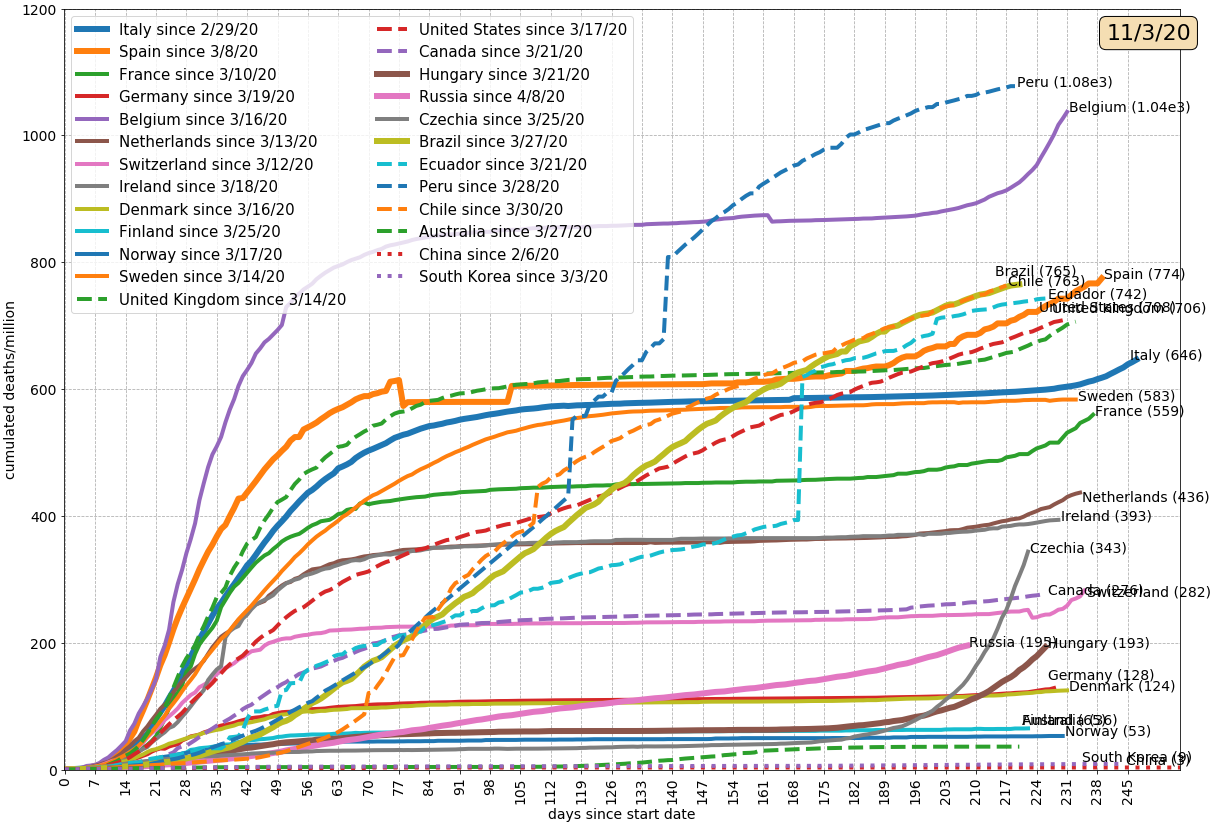 1200
1000
800
600
400
200
0
cumulated deaths/million
Italy since 2/29/20
Spain since 3/8/20
France since 3/10/20
Germany since 3/19/20
Belgium since 3/16/20
Netherlands since 3/13/20
Switzerland since 3/12/20
Ireland since 3/18/20
Denmark since 3/16/20
Finland since 3/25/20
Norway since 3/17/20
Sweden since 3/14/20
United Kingdom since 3/14/20
United States since 3/17/20
Canada since 3/21/20
Hungary since 3/21/20
Russia since 4/8/20
Czechia since 3/25/20
Brazil since 3/27/20
Ecuador since 3/21/20
Peru since 3/28/20
Chile since 3/30/20
Australia since 3/27/20
China since 2/6/20
South Korea since 3/3/20
11/3/20
Peru (1.08e3)
Belgium (1.04e3)
Brazil (765)
Spain (774)
Chile (763)
Ecuador (742)
United States (708)
United Kingdom (706)
Italy (646)
Sweden (583)
France (559)
Netherlands (436)
Ireland (393)
Czechia (343)
Canada (276)
Switzerland (282)
Russia (195)
Hungary (193)
Germany (128)
Denmark (124)
Norway (53)
South Korea (9)
China (3)
0 7 14 21 28 35 42 49 56 63 70 77 84 91 98 105 112 119 126 133 140 147 154 161 168 175 182 189 196 203 210 217 224 231 238 245
days since start date